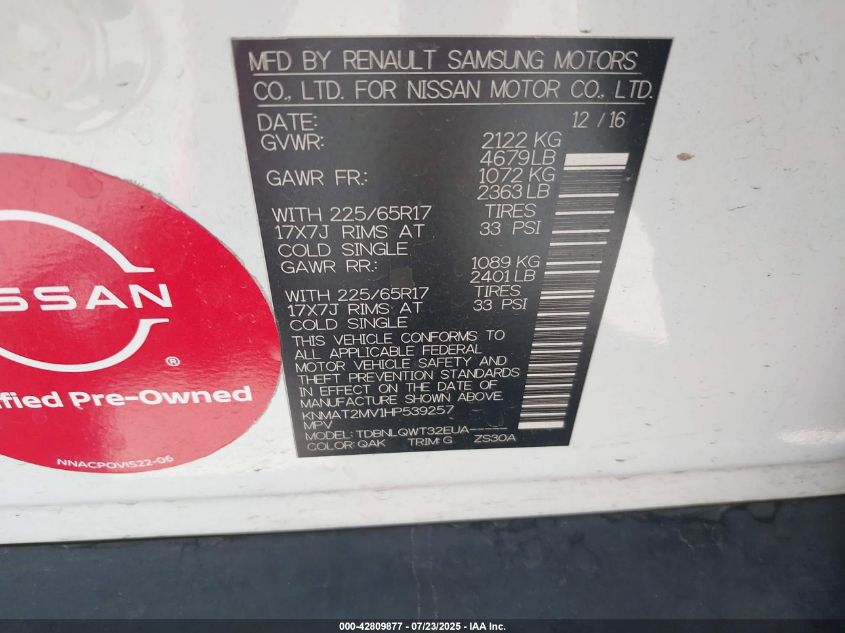 MFD BY RENAULT SAMSUNG MOTORS
CO., LTD. FOR NISSAN MOTOR CO., LTD.
DATE: 12 / 16
GVWR: 2122 KG
4679LB
GAWR FR.: 1072 KG
2363 LB
WITH 225/65R17 TIRES
17X7J RIMS AT 33 PSI
COLD SINGLE
GAWR RR.: 1089 KG
2401 LB
WITH 225/65R17 TIRES
17X7J RIMS AT 33 PSI
COLD SINGLE
THIS VEHICLE CONFORMS TO
ALL APPLICABLE FEDERAL
MOTOR VEHICLE SAFETY AND
THEFT PREVENTION STANDARDS
IN EFFECT ON THE DATE OF
MANUFACTURE SHOWN ABOVE.
KNMAT2MV1HP539257
MPV
MODEL: TDBNLQWT32EUA-----
COLOR: QAK TRIM: G ZS30A
ISSAN
®
ified Pre-Owned
NNACPOVIS22-06
000-42809877 - 07/23/2025 - IAA Inc.